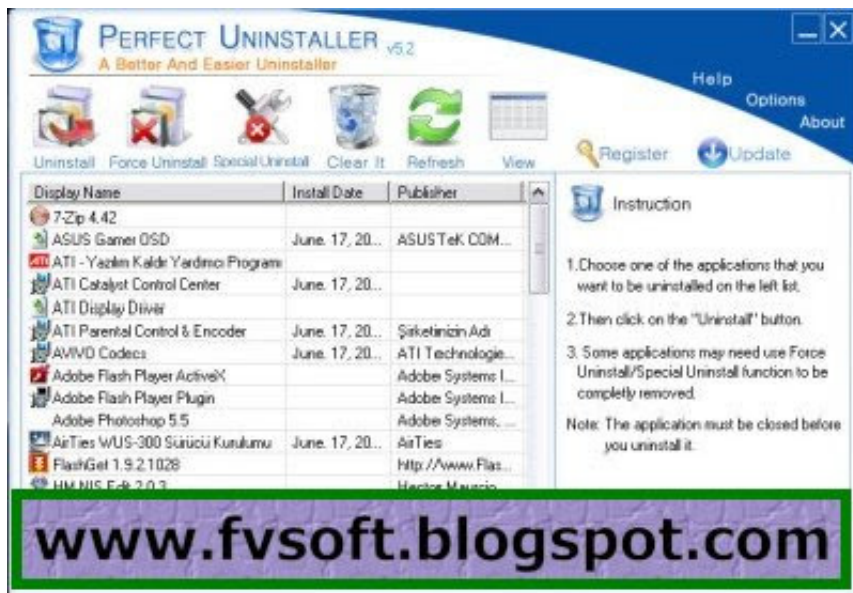 PERFECT UNINSTALLER v5.2
A Better And Easier Uninstaller
Help
Options
About
Uninstall Force Uninstall Special Uninstall Clear It Refresh View
Register Update
Display Name Install Date Publisher
7-Zip 4.42
ASUS Gamer OSD June. 17, 20... ASUSTeK COM...
ATI - Yazılım Kaldır Yardımcı Programı
ATI Catalyst Control Center June. 17, 20...
ATI Display Driver
ATI Parental Control & Encoder June. 17, 20... Şirketinizin Adı
AVIVO Codecs June. 17, 20... ATI Technologie...
Adobe Flash Player ActiveX Adobe Systems I...
Adobe Flash Player Plugin Adobe Systems I...
Adobe Photoshop 5.5 Adobe Systems, ...
AirTies WUS-300 Sürücü Kurulumu June. 17, 20... AirTies
FlashGet 1.9.2.1028 http://www.Flas...
HM NIS Edit 2.0.3 Hector Mauricio
Instruction
1.Choose one of the applications that you
want to be uninstalled on the left list.
2.Then click on the "Uninstall" button.
3. Some applications may need use Force
Uninstall/Special Uninstall function to be
completly removed.
Note: The application must be closed before
you uninstall it.
www.fvsoft.blogspot.com